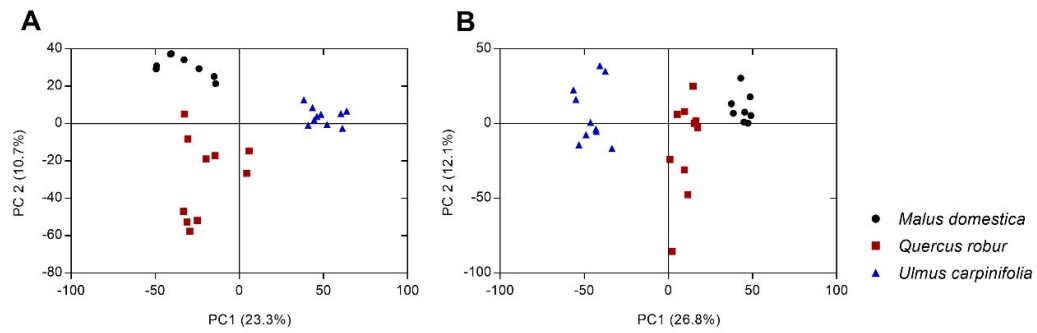 A
B
40
20
0
-20
-40
-60
-80
PC 2 (10.7%)
-100
-50
0
50
100
PC1 (23.3%)
50
0
-50
-100
PC 2 (12.1%)
-100
-50
0
50
100
PC1 (26.8%)
Malus domestica
Quercus robur
Ulmus carpinifolia